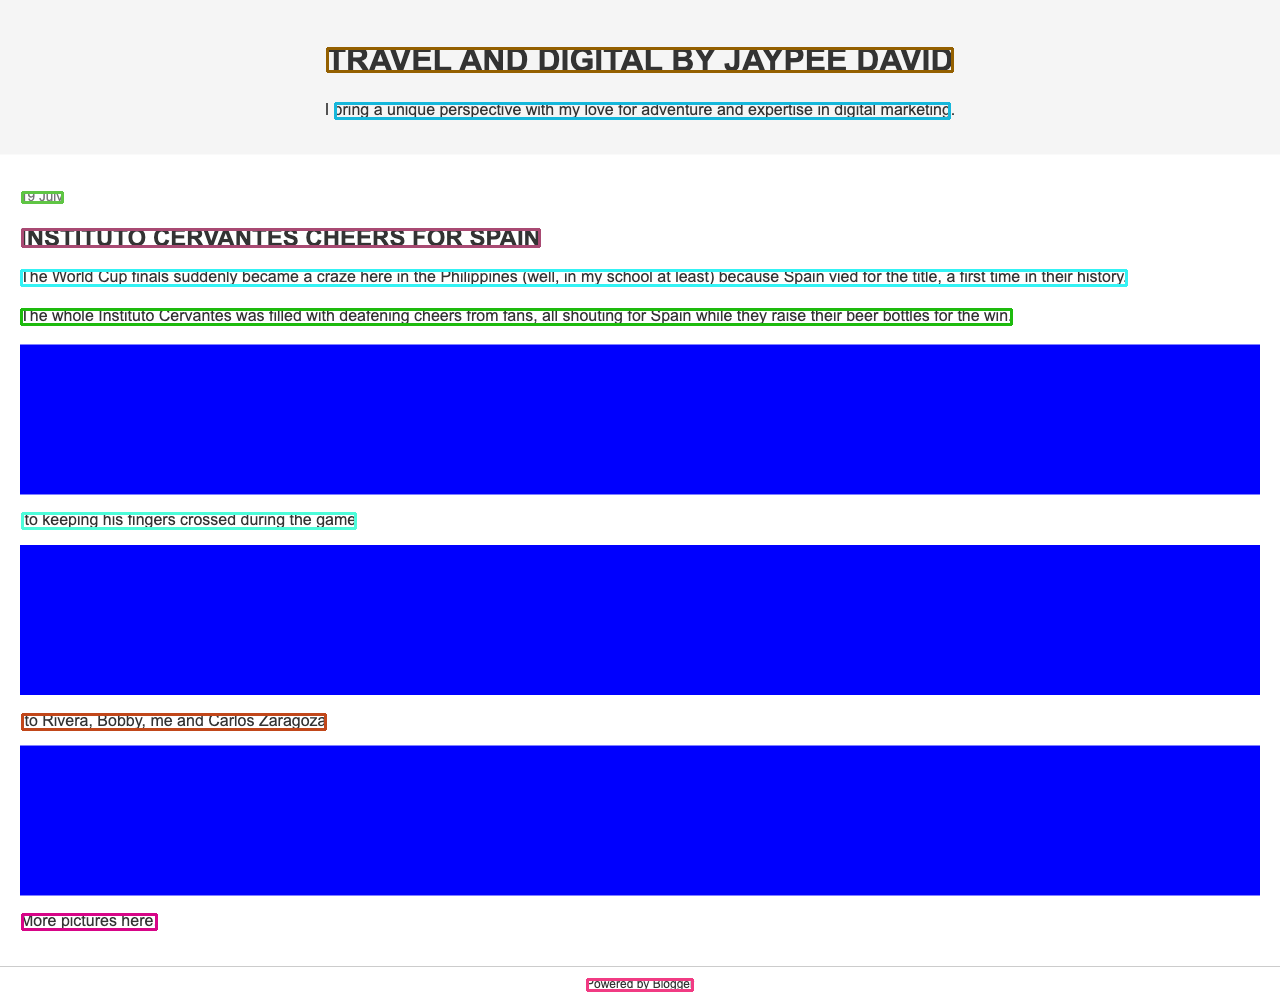 TRAVEL AND DIGITAL BY JAYPEE DAVID
I bring a unique perspective with my love for adventure and expertise in digital marketing.
19 July
INSTITUTO CERVANTES CHEERS FOR SPAIN
The World Cup finals suddenly became a craze here in the Philippines (well, in my school at least) because Spain vied for the title, a first time in their history.
The whole Instituto Cervantes was filled with deafening cheers from fans, all shouting for Spain while they raise their beer bottles for the win.
to keeping his fingers crossed during the game
to Rivera, Bobby, me and Carlos Zaragoza
More pictures here.
Powered by Blogger